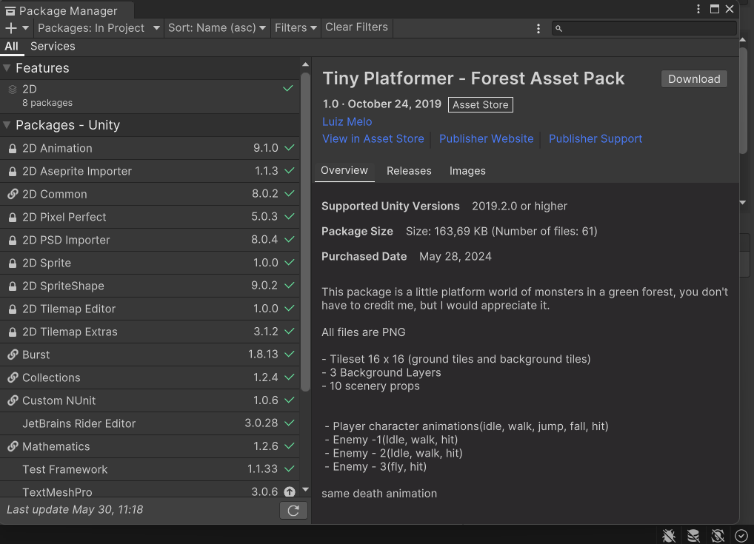 Package Manager
Packages: In Project
Sort: Name (asc)
Filters
Clear Filters
All
Services
Features
2D
8 packages
Packages - Unity
2D Animation 9.1.0
2D Aseprite Importer 1.1.3
2D Common 8.0.2
2D Pixel Perfect 5.0.3
2D PSD Importer 8.0.4
2D Sprite 1.0.0
2D SpriteShape 9.0.2
2D Tilemap Editor 1.0.0
2D Tilemap Extras 3.1.2
Burst 1.8.13
Collections 1.2.4
Custom NUnit 1.0.6
JetBrains Rider Editor 3.0.28
Mathematics 1.2.6
Test Framework 1.1.33
TextMeshPro 3.0.6
Last update May 30, 11:18
Tiny Platformer - Forest Asset Pack
Download
1.0 · October 24, 2019 Asset Store
Luiz Melo
View in Asset Store Publisher Website Publisher Support
Overview Releases Images
Supported Unity Versions 2019.2.0 or higher
Package Size Size: 163,69 KB (Number of files: 61)
Purchased Date May 28, 2024
This package is a little platform world of monsters in a green forest, you don't
have to credit me, but I would appreciate it.
All files are PNG
- Tileset 16 x 16 (ground tiles and background tiles)
- 3 Background Layers
- 10 scenery props
- Player character animations(idle, walk, jump, fall, hit)
- Enemy -1(Idle, walk, hit)
- Enemy - 2(Idle, walk, hit)
- Enemy - 3(fly, hit)
same death animation